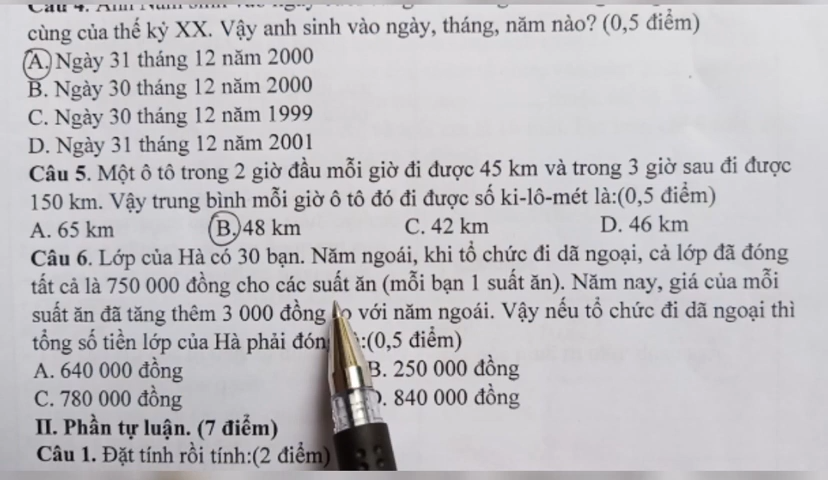 cùng của thế kỷ XX. Vậy anh sinh vào ngày, tháng, năm nào? (0,5 điểm)
A. Ngày 31 tháng 12 năm 2000
B. Ngày 30 tháng 12 năm 2000
C. Ngày 30 tháng 12 năm 1999
D. Ngày 31 tháng 12 năm 2001
Câu 5. Một ô tô trong 2 giờ đầu mỗi giờ đi được 45 km và trong 3 giờ sau đi được
150 km. Vậy trung bình mỗi giờ ô tô đó đi được số ki-lô-mét là:(0,5 điểm)
A. 65 km B. 48 km C. 42 km D. 46 km
Câu 6. Lớp của Hà có 30 bạn. Năm ngoái, khi tổ chức đi dã ngoại, cả lớp đã đóng
tất cả là 750 000 đồng cho các suất ăn (mỗi bạn 1 suất ăn). Năm nay, giá của mỗi
suất ăn đã tăng thêm 3 000 đồng với năm ngoái. Vậy nếu tổ chức đi dã ngoại thì
tổng số tiền lớp của Hà phải :(0,5 điểm)
A. 640 000 đồng B. 250 000 đồng
C. 780 000 đồng D. 840 000 đồng
II. Phần tự luận. (7 điểm)
Câu 1. Đặt tính rồi tính:(2 điểm)